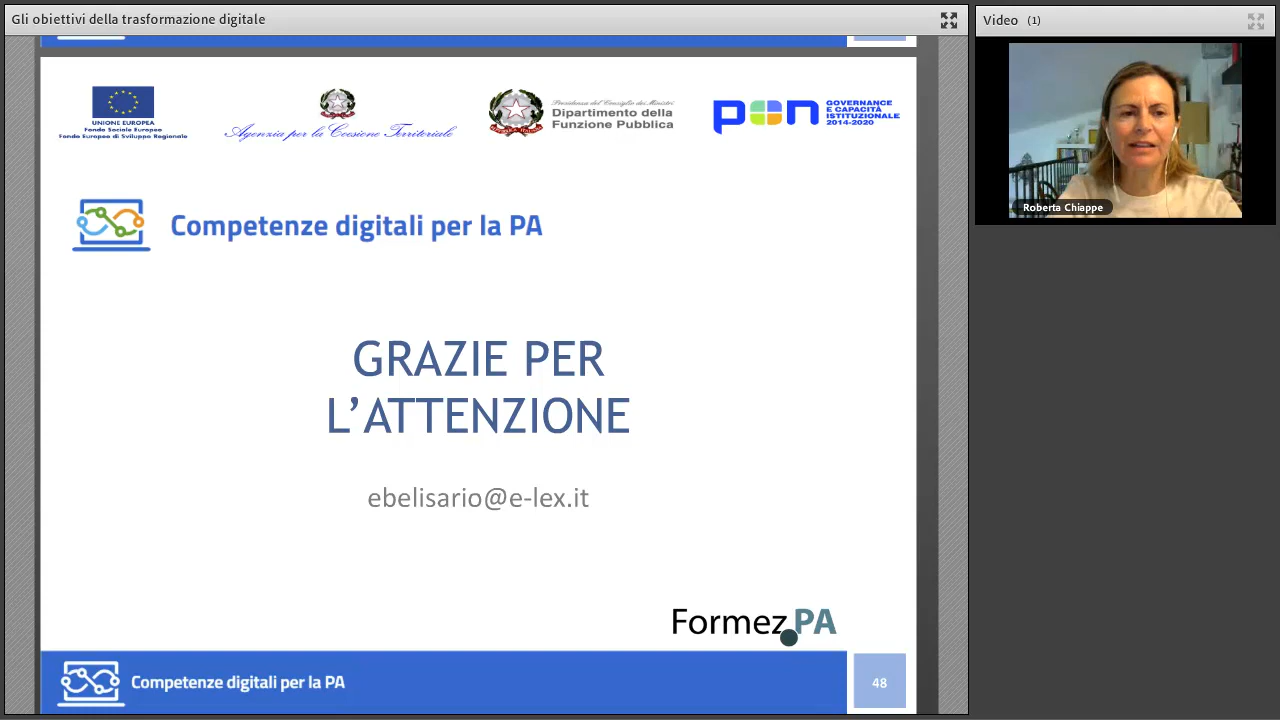 Gli obiettivi della trasformazione digitale
Video (1)
UNIONE EUROPEA
Fondo Sociale Europeo
Fondo Europeo di Sviluppo Regionale
Agenzia per la Coesione Territoriale
Presidenza del Consiglio dei Ministri
Dipartimento della
Funzione Pubblica
pon
GOVERNANCE
E CAPACITÀ
ISTITUZIONALE
2014-2020
Roberta Chiappe
Competenze digitali per la PA
GRAZIE PER
L’ATTENZIONE
ebelisario@e-lex.it
Formez PA
Competenze digitali per la PA
48